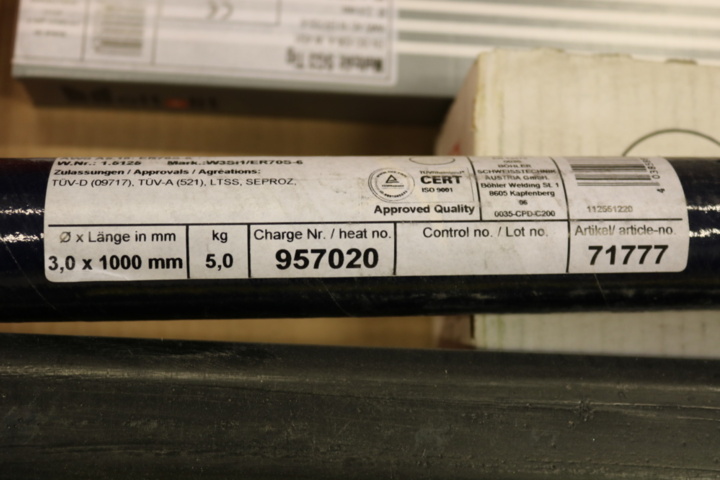 W.Nr.: 1.5125 Mark.:W3Si1/ER70S-6
Zulassungen / Approvals / Agréations:
TÜV-D (09717), TÜV-A (521), LTSS, SEPROZ,
CERT
ISO 9001
Approved Quality
BÖHLER
SCHWEISSTECHNIK
AUSTRIA GmbH
Böhler Welding St. 1
8605 Kapfenberg
0035-CPD-C200
112561220
Ø x Länge in mm
3,0 x 1000 mm
kg
5,0
Charge Nr. / heat no.
957020
Control no. / Lot no.
Artikel/ article-no.
71777